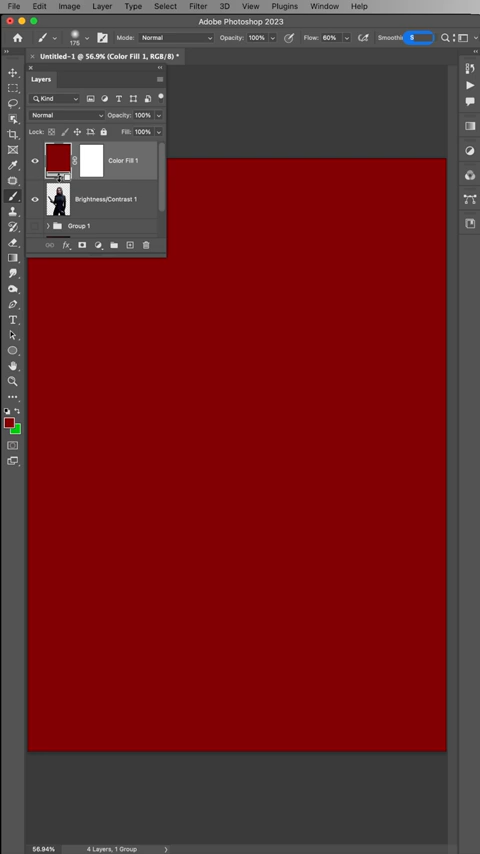 File Edit Image Layer Type Select Filter 3D View Plugins Window Help
Adobe Photoshop 2023
175 Mode: Normal Opacity: 100% Flow: 60% Smoothi S
Untitled-1 @ 56.9% (Color Fill 1, RGB/8) *
Layers
Kind
Normal Opacity: 100%
Lock: Fill: 100%
Color Fill 1
Brightness/Contrast 1
Group 1
fx
56.94% 4 Layers, 1 Group